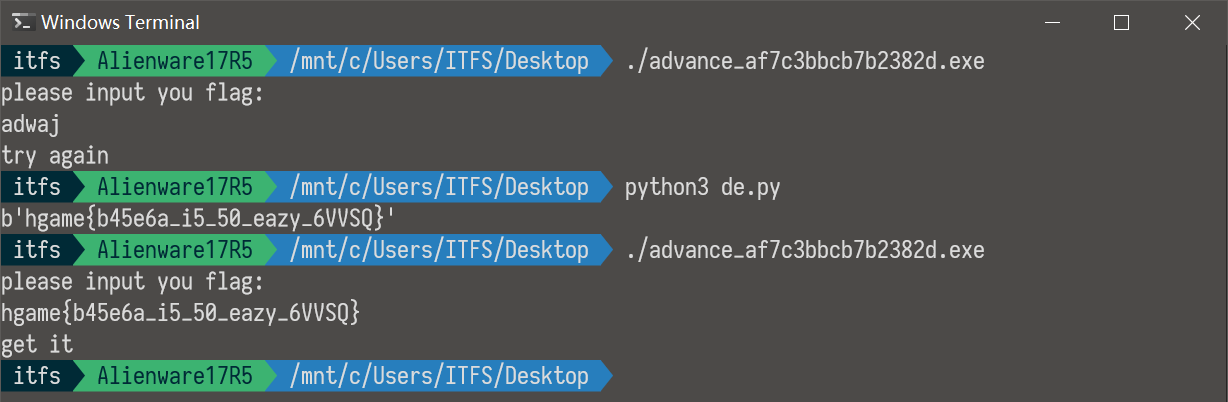 Windows Terminal
itfs Alienware17R5 /mnt/c/Users/ITFS/Desktop ./advance_af7c3bbcb7b2382d.exe
please input you flag:
adwaj
try again
itfs Alienware17R5 /mnt/c/Users/ITFS/Desktop python3 de.py
b'hgame{b45e6a_i5_50_eazy_6VVSQ}'
itfs Alienware17R5 /mnt/c/Users/ITFS/Desktop ./advance_af7c3bbcb7b2382d.exe
please input you flag:
hgame{b45e6a_i5_50_eazy_6VVSQ}
get it
itfs Alienware17R5 /mnt/c/Users/ITFS/Desktop